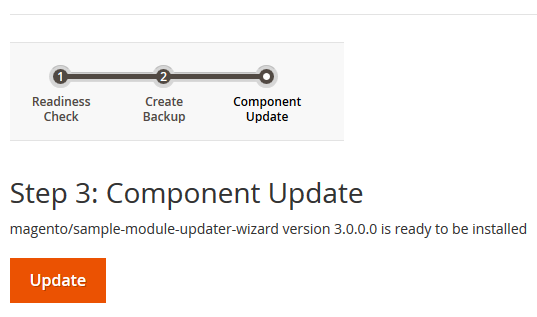 1 2
Readiness Check
Create Backup
Component Update
Step 3: Component Update
magento/sample-module-updater-wizard version 3.0.0.0 is ready to be installed
Update